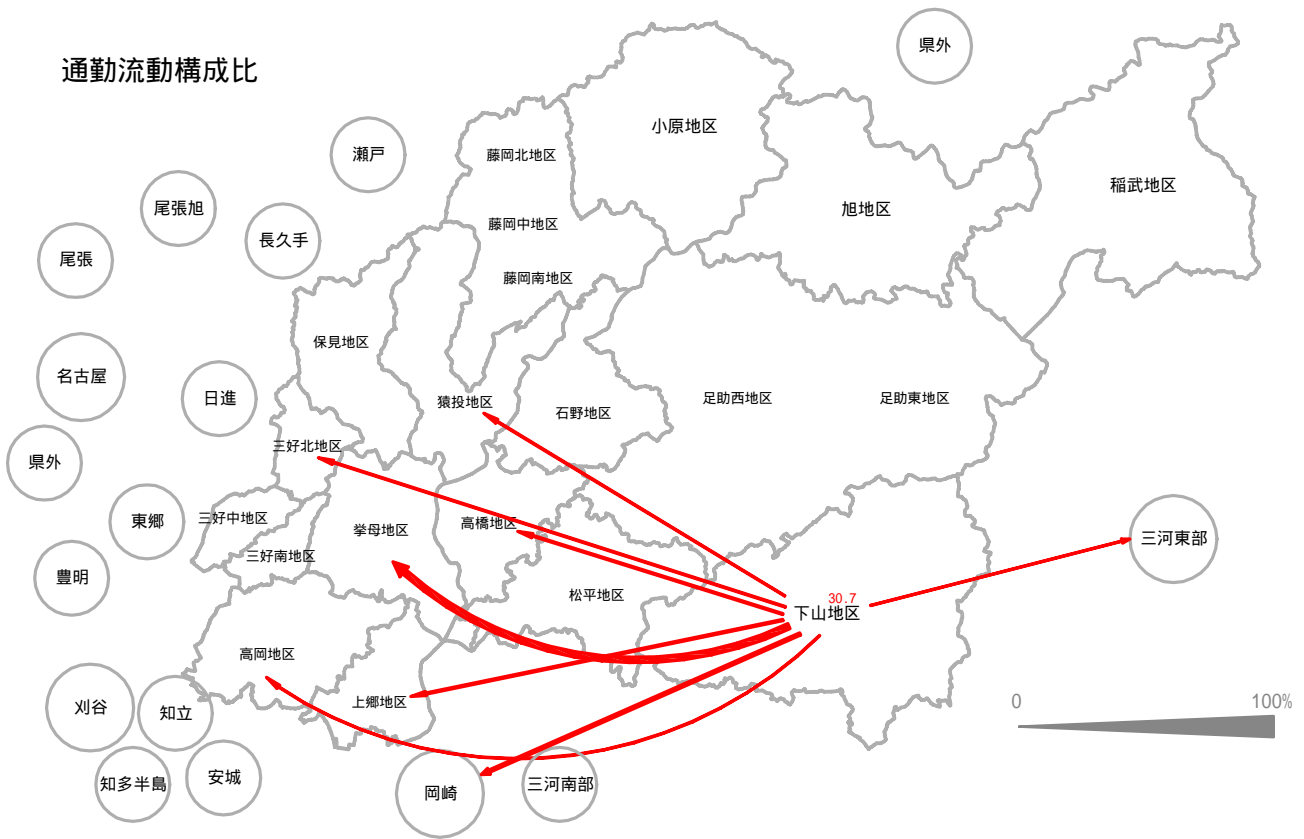 通勤流動構成比
県外
小原地区
瀬戸
藤岡北地区
稲武地区
尾張旭
旭地区
長久手
藤岡中地区
尾張
藤岡南地区
保見地区
名古屋
日進
猿投地区
石野地区
足助西地区
足助東地区
三好北地区
県外
東郷
三好中地区
挙母地区
高橋地区
三河東部
三好南地区
豊明
松平地区
30.7
下山地区
高岡地区
上郷地区
刈谷
知立
0
100%
安城
知多半島
岡崎
三河南部